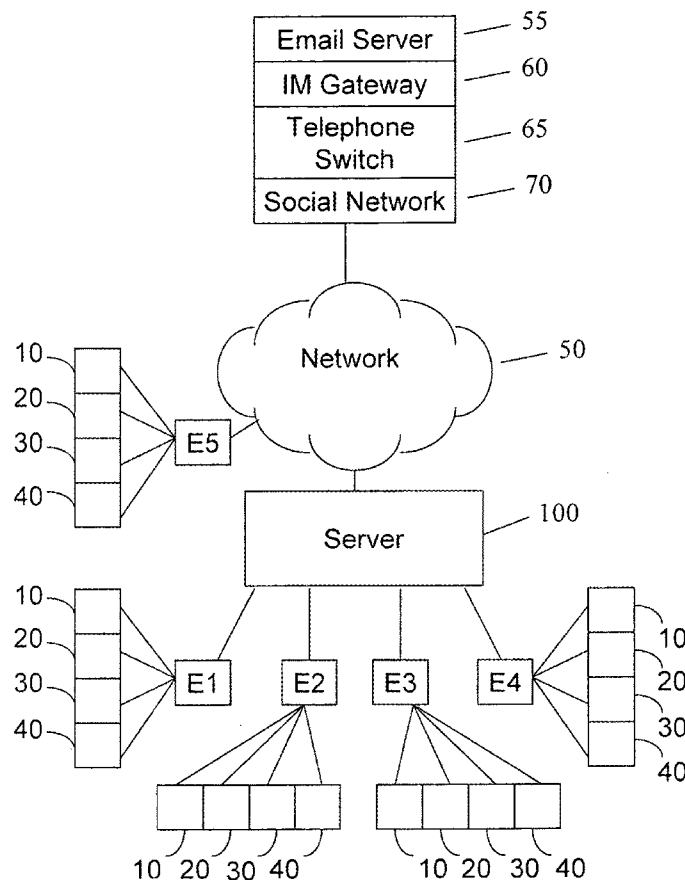 Email Server 55
IM Gateway 60
Telephone Switch 65
Social Network 70
Network 50
10
20
30
40
E5
Server 100
10
20
30
40
E1
E2
E3
E4
10
20
30
40
10 20 30 40
10 20 30 40